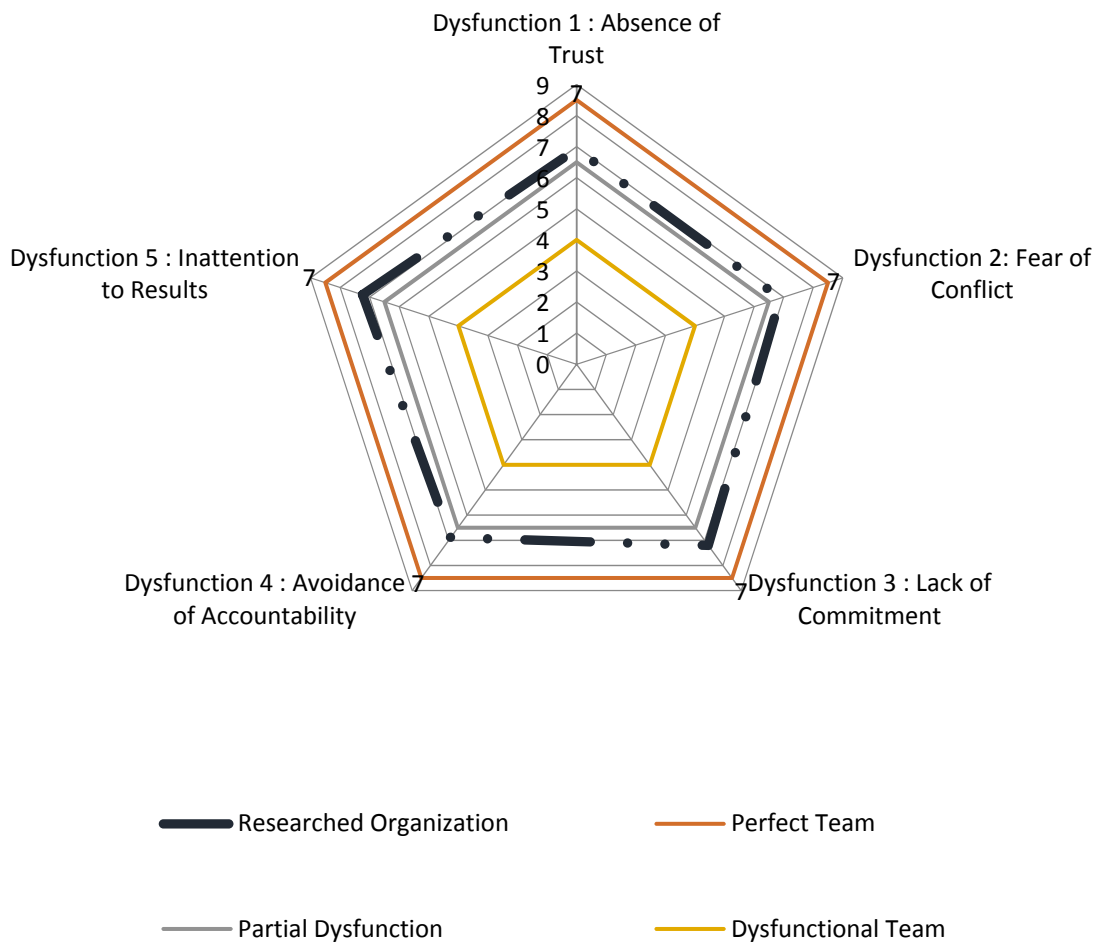 Dysfunction 1 : Absence of
Trust
9
7
8
7
6
5
4
3
2
1
0
Dysfunction 2: Fear of
Conflict
7
Dysfunction 5 : Inattention
to Results
7
Dysfunction 4 : Avoidance
of Accountability
7
7
Dysfunction 3 : Lack of
Commitment
Researched Organization
Perfect Team
Partial Dysfunction
Dysfunctional Team